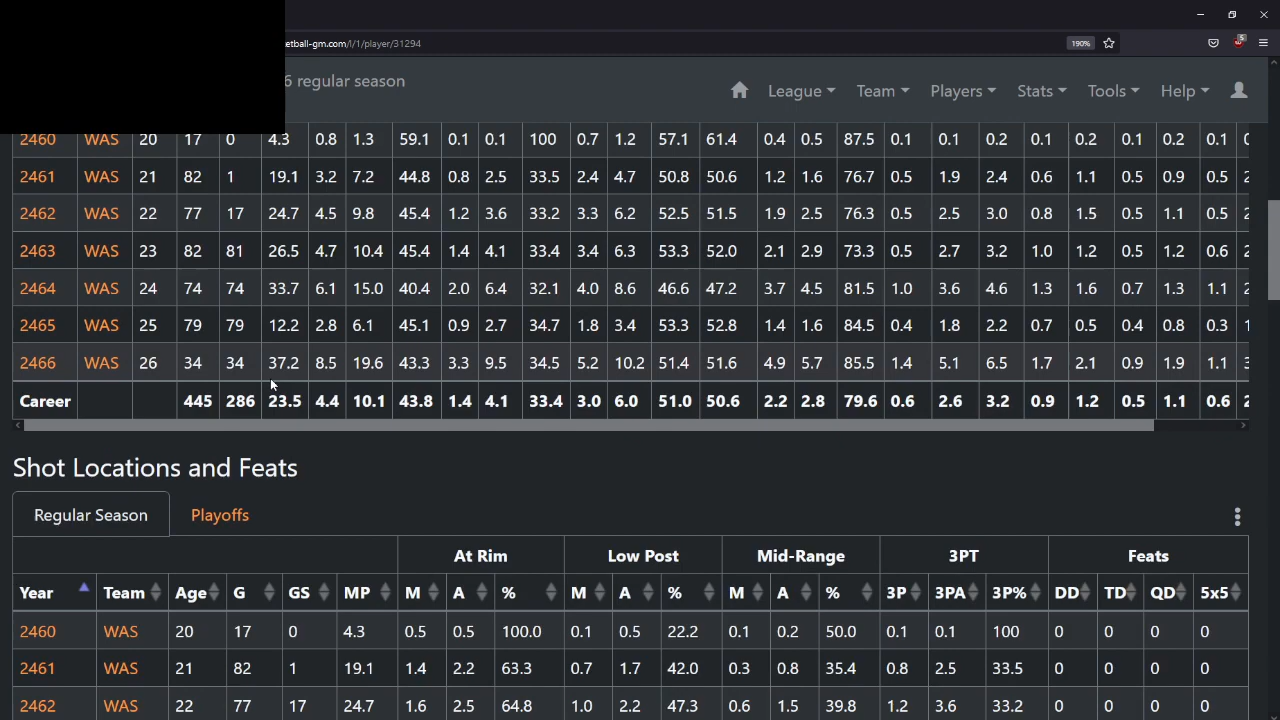 etball-gm.com/l/1/player/31294 190% 5
6 regular season League Team Players Stats Tools Help
2460 WAS 20 17 0 4.3 0.8 1.3 59.1 0.1 0.1 100 0.7 1.2 57.1 61.4 0.4 0.5 87.5 0.1 0.1 0.2 0.1 0.2 0.1 0.2 0.1
2461 WAS 21 82 1 19.1 3.2 7.2 44.8 0.8 2.5 33.5 2.4 4.7 50.8 50.6 1.2 1.6 76.7 0.5 1.9 2.4 0.6 1.1 0.5 0.9 0.5
2462 WAS 22 77 17 24.7 4.5 9.8 45.4 1.2 3.6 33.2 3.3 6.2 52.5 51.5 1.9 2.5 76.3 0.5 2.5 3.0 0.8 1.5 0.5 1.1 0.5
2463 WAS 23 82 81 26.5 4.7 10.4 45.4 1.4 4.1 33.4 3.4 6.3 53.3 52.0 2.1 2.9 73.3 0.5 2.7 3.2 1.0 1.2 0.5 1.2 0.6
2464 WAS 24 74 74 33.7 6.1 15.0 40.4 2.0 6.4 32.1 4.0 8.6 46.6 47.2 3.7 4.5 81.5 1.0 3.6 4.6 1.3 1.6 0.7 1.3 1.1
2465 WAS 25 79 79 12.2 2.8 6.1 45.1 0.9 2.7 34.7 1.8 3.4 53.3 52.8 1.4 1.6 84.5 0.4 1.8 2.2 0.7 0.5 0.4 0.8 0.3
2466 WAS 26 34 34 37.2 8.5 19.6 43.3 3.3 9.5 34.5 5.2 10.2 51.4 51.6 4.9 5.7 85.5 1.4 5.1 6.5 1.7 2.1 0.9 1.9 1.1
Career 445 286 23.5 4.4 10.1 43.8 1.4 4.1 33.4 3.0 6.0 51.0 50.6 2.2 2.8 79.6 0.6 2.6 3.2 0.9 1.2 0.5 1.1 0.6
Shot Locations and Feats
Regular Season Playoffs
At Rim Low Post Mid-Range 3PT Feats
Year Team Age G GS MP M A % M A % M A % 3P 3PA 3P% DD TD QD 5x5
2460 WAS 20 17 0 4.3 0.5 0.5 100.0 0.1 0.5 22.2 0.1 0.2 50.0 0.1 0.1 100 0 0 0 0
2461 WAS 21 82 1 19.1 1.4 2.2 63.3 0.7 1.7 42.0 0.3 0.8 35.4 0.8 2.5 33.5 0 0 0 0
2462 WAS 22 77 17 24.7 1.6 2.5 64.8 1.0 2.2 47.3 0.6 1.5 39.8 1.2 3.6 33.2 0 0 0 0